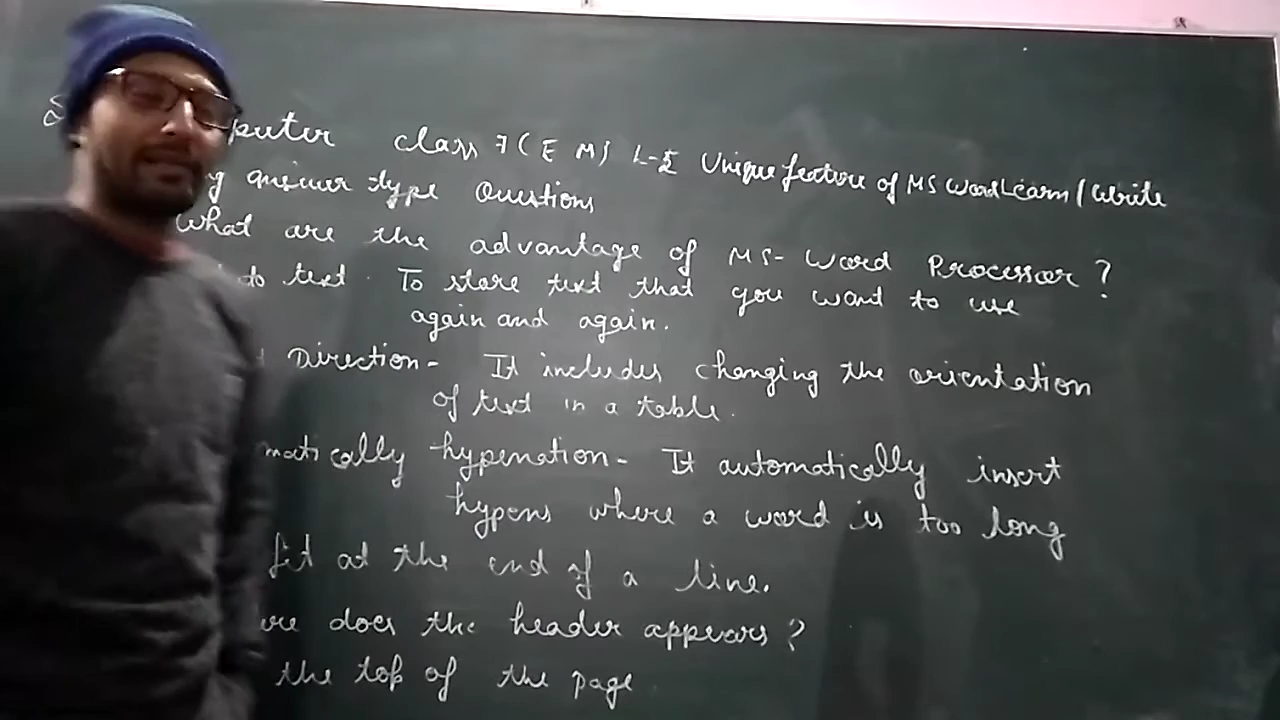 puter class 7 (E M) L-5 Unique feature of MS Word Learn/Write
g answer type Questions
What are the advantage of MS-Word Processor?
to text. To store text that you want to use
again and again.
Direction- It includes changing the orientation
of text in a table.
matically hypenation- It automatically insert
hypens where a word is too long
fit at the end of a line.
ere does the header appears?
the top of the page